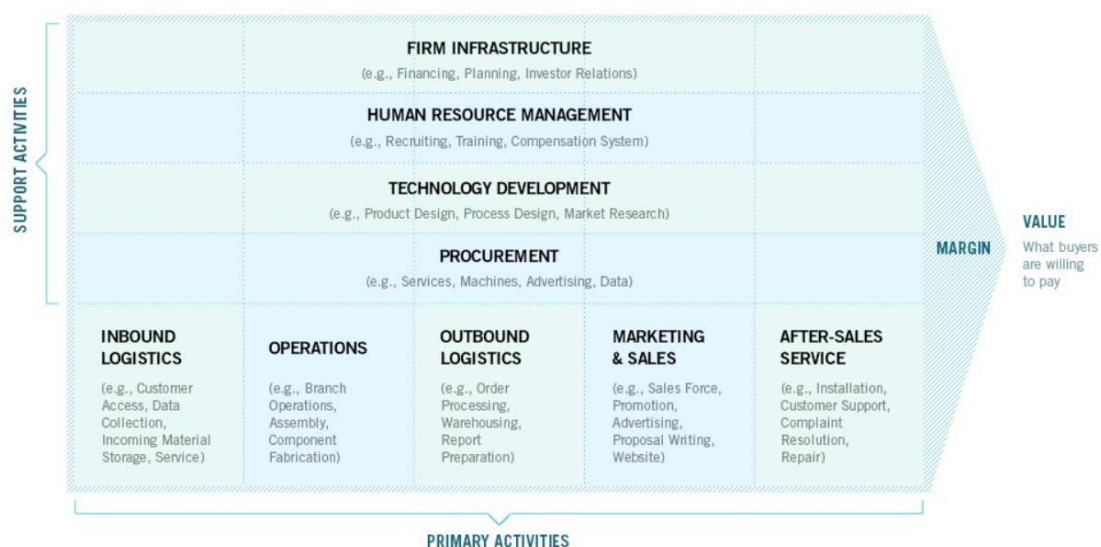 SUPPORT ACTIVITIES
FIRM INFRASTRUCTURE
(e.g., Financing, Planning, Investor Relations)
HUMAN RESOURCE MANAGEMENT
(e.g., Recruiting, Training, Compensation System)
TECHNOLOGY DEVELOPMENT
(e.g., Product Design, Process Design, Market Research)
PROCUREMENT
(e.g., Services, Machines, Advertising, Data)
INBOUND
LOGISTICS
(e.g., Customer
Access, Data
Collection,
Incoming Material
Storage, Service)
OPERATIONS
(e.g., Branch
Operations,
Assembly,
Component
Fabrication)
OUTBOUND
LOGISTICS
(e.g., Order
Processing,
Warehousing,
Report
Preparation)
MARKETING
& SALES
(e.g., Sales Force,
Promotion,
Advertising,
Proposal Writing,
Website)
AFTER-SALES
SERVICE
(e.g., Installation,
Customer Support,
Complaint
Resolution,
Repair)
MARGIN
VALUE
What buyers
are willing
to pay
PRIMARY ACTIVITIES